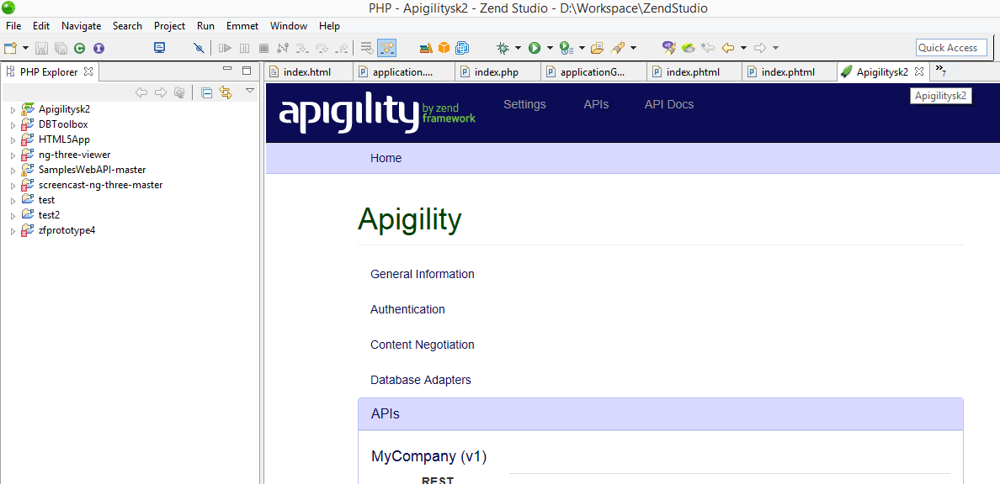 PHP - Apigilitysk2 - Zend Studio - D:\Workspace\ZendStudio
File Edit Navigate Search Project Run Emmet Window Help
Quick Access
PHP Explorer
index.html application.... index.php applicationG... index.phtml index.phtml Apigilitysk2 7
Apigilitysk2
Apigilitysk2
DBToolbox
HTML5App
ng-three-viewer
SamplesWebAPI-master
screencast-ng-three-master
test
test2
zfprototype4
apigility by zend framework
Settings APIs API Docs
Home
Apigility
General Information
Authentication
Content Negotiation
Database Adapters
APIs
MyCompany (v1)
REST